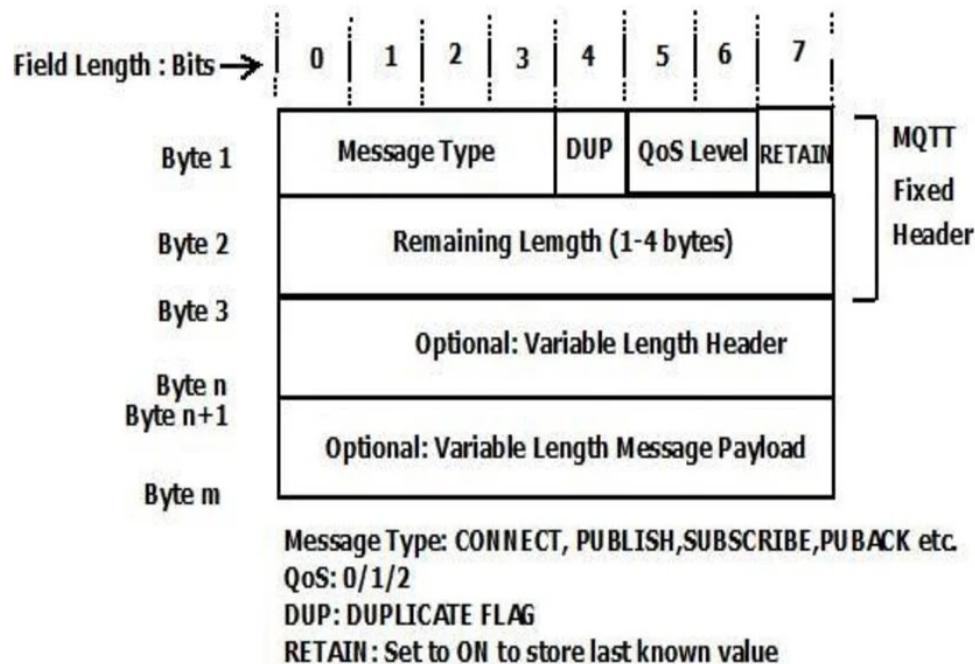 Field Length : Bits → 0 1 2 3 4 5 6 7
Byte 1 Message Type DUP QoS Level RETAIN
MQTT
Fixed
Header
Byte 2 Remaining Lemgth (1-4 bytes)
Byte 3
Optional: Variable Length Header
Byte n
Byte n+1
Optional: Variable Length Message Payload
Byte m
Message Type: CONNECT, PUBLISH,SUBSCRIBE,PUBACK etc.
QoS: 0/1/2
DUP: DUPLICATE FLAG
RETAIN: Set to ON to store last known value